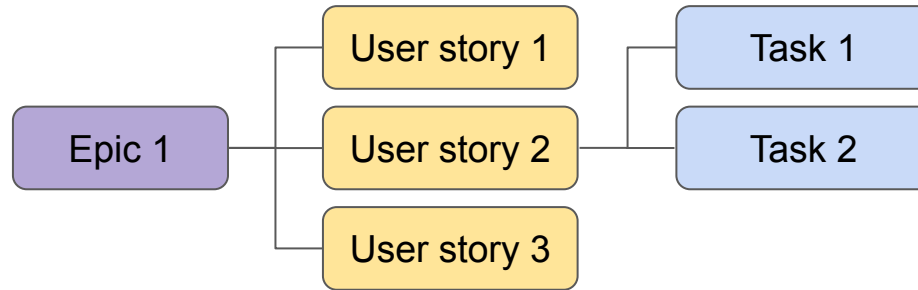 User story 1
Task 1
Epic 1
User story 2
Task 2
User story 3